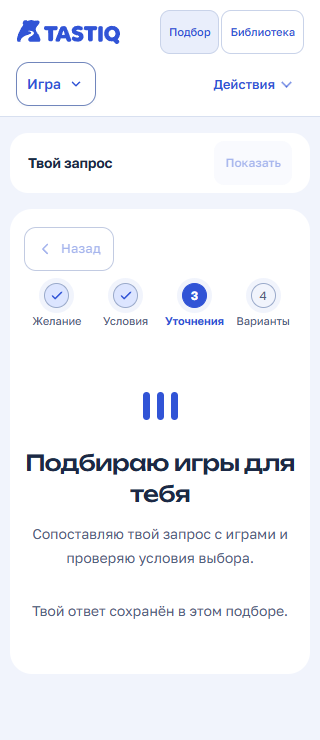 TASTIQ
Подбор
Библиотека
Игра
Действия
Твой запрос
Показать
Назад
3
4
Желание
Условия
Уточнения
Варианты
Подбираю игры для
тебя
Сопоставляю твой запрос с играми и
проверяю условия выбора.
Твой ответ сохранён в этом подборе.